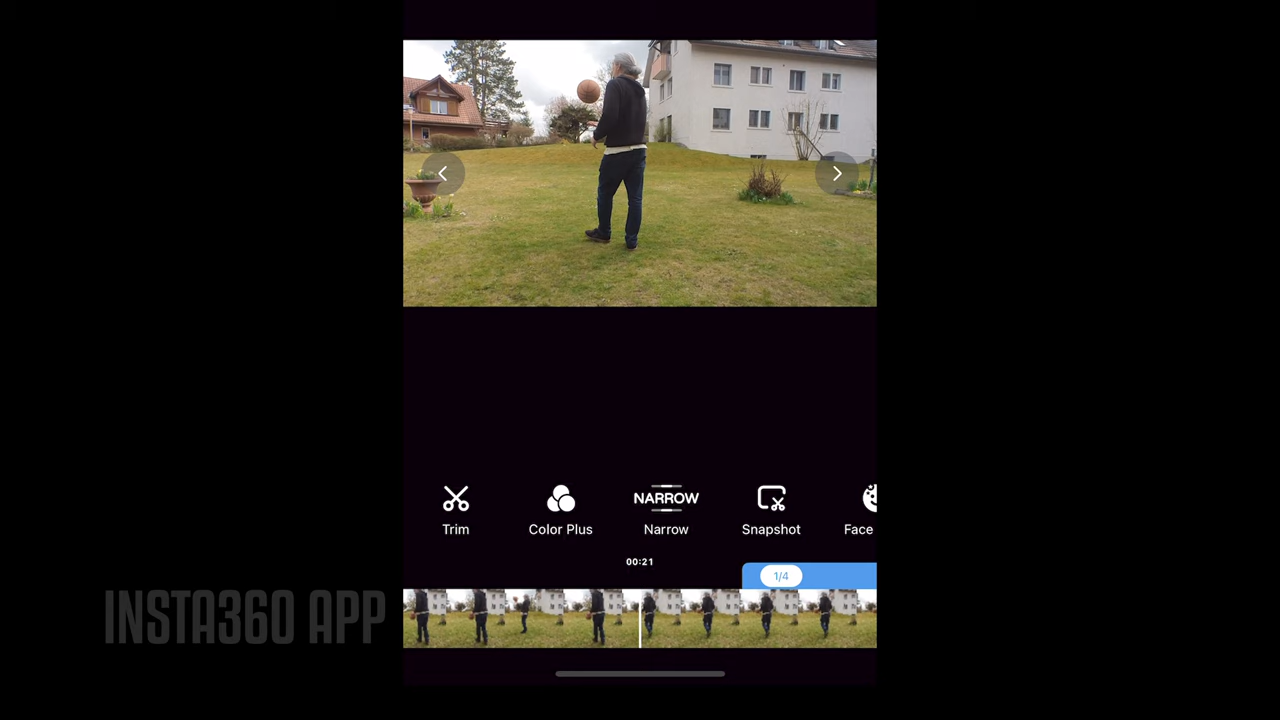 NARROW
Trim
Color Plus
Narrow
Snapshot
Face
00:21
1/4
INSTA360 APP